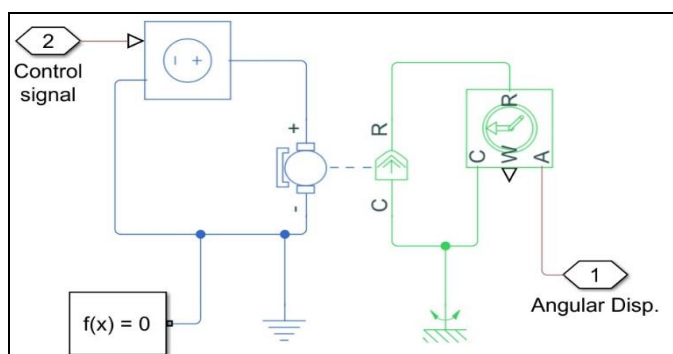 2
Control
signal
− +
+
-
R
C
R
C
W
A
1
Angular Disp.
f(x) = 0